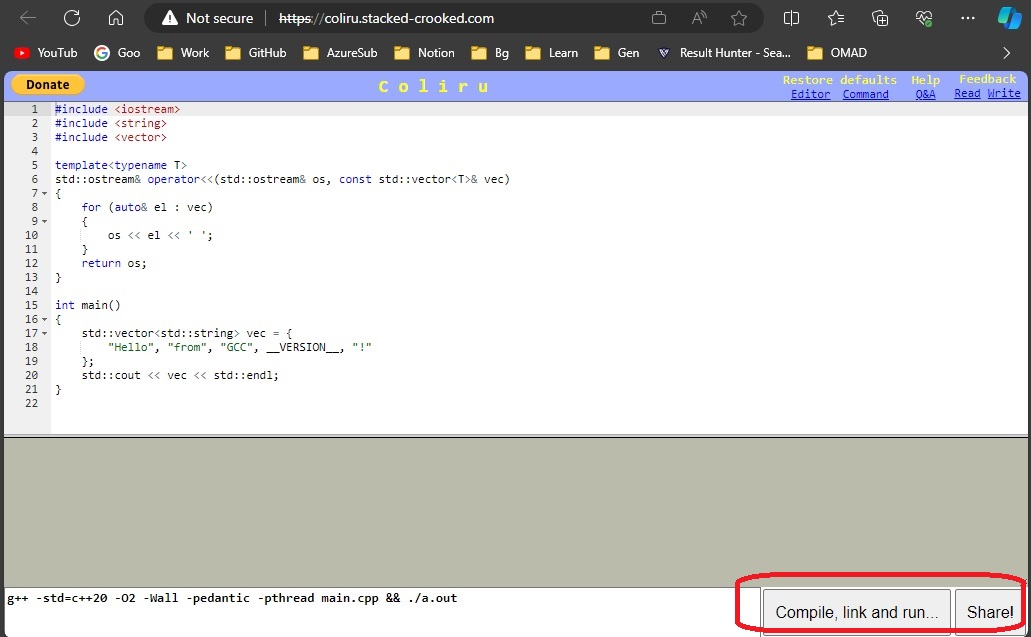 Not secure https://coliru.stacked-crooked.com
YouTube Goo Work GitHub AzureSub Notion Bg Learn Gen Result Hunter - Sea... OMAD
Donate Coliru Restore defaults Help Feedback
Editor Command Q&A Read Write
1 #include <iostream>
2 #include <string>
3 #include <vector>
4
5 template<typename T>
6 std::ostream& operator<<(std::ostream& os, const std::vector<T>& vec)
7 {
8     for (auto& el : vec)
9     {
10         os << el << ' ';
11     }
12     return os;
13 }
14
15 int main()
16 {
17     std::vector<std::string> vec = {
18         "Hello", "from", "GCC", __VERSION__, "!"
19     };
20     std::cout << vec << std::endl;
21 }
22
g++ -std=c++20 -O2 -Wall -pedantic -pthread main.cpp && ./a.out
Compile, link and run... Share!